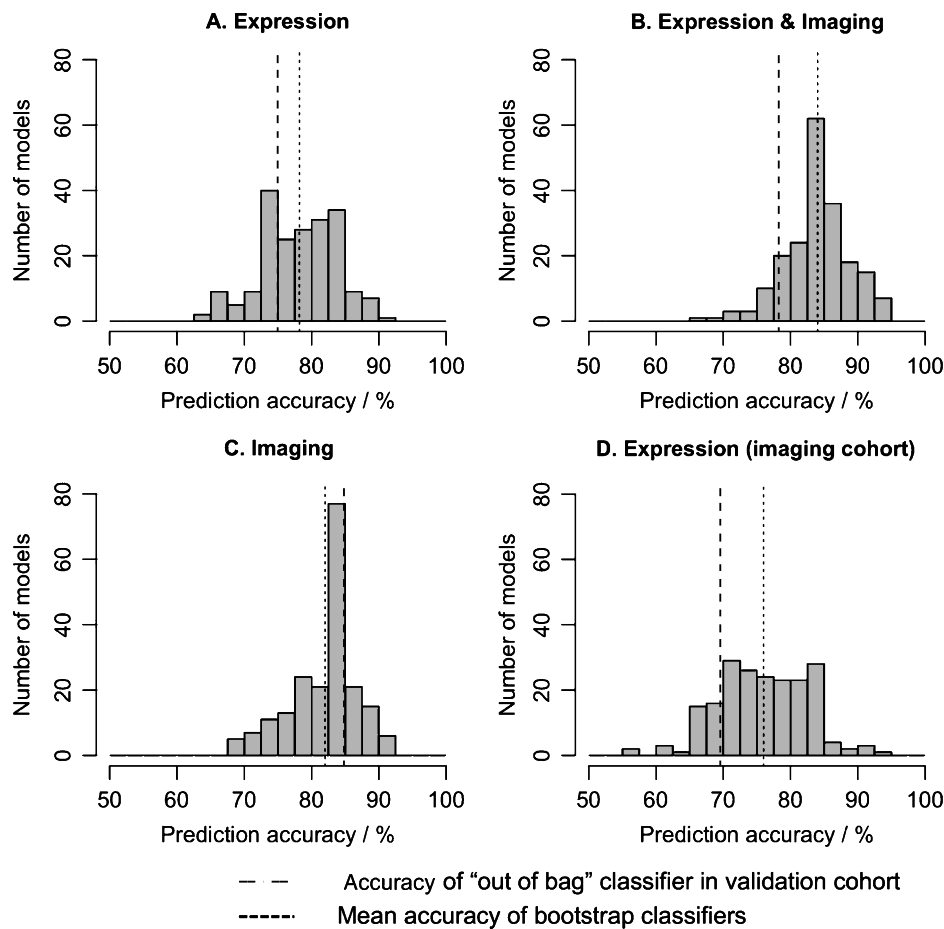 A. Expression
Number of models
0 20 40 60 80
50 60 70 80 90 100
Prediction accuracy / %
B. Expression & Imaging
Number of models
0 20 40 60 80
50 60 70 80 90 100
Prediction accuracy / %
C. Imaging
Number of models
0 20 40 60 80
50 60 70 80 90 100
Prediction accuracy / %
D. Expression (imaging cohort)
Number of models
0 20 40 60 80
50 60 70 80 90 100
Prediction accuracy / %
Accuracy of “out of bag” classifier in validation cohort
Mean accuracy of bootstrap classifiers